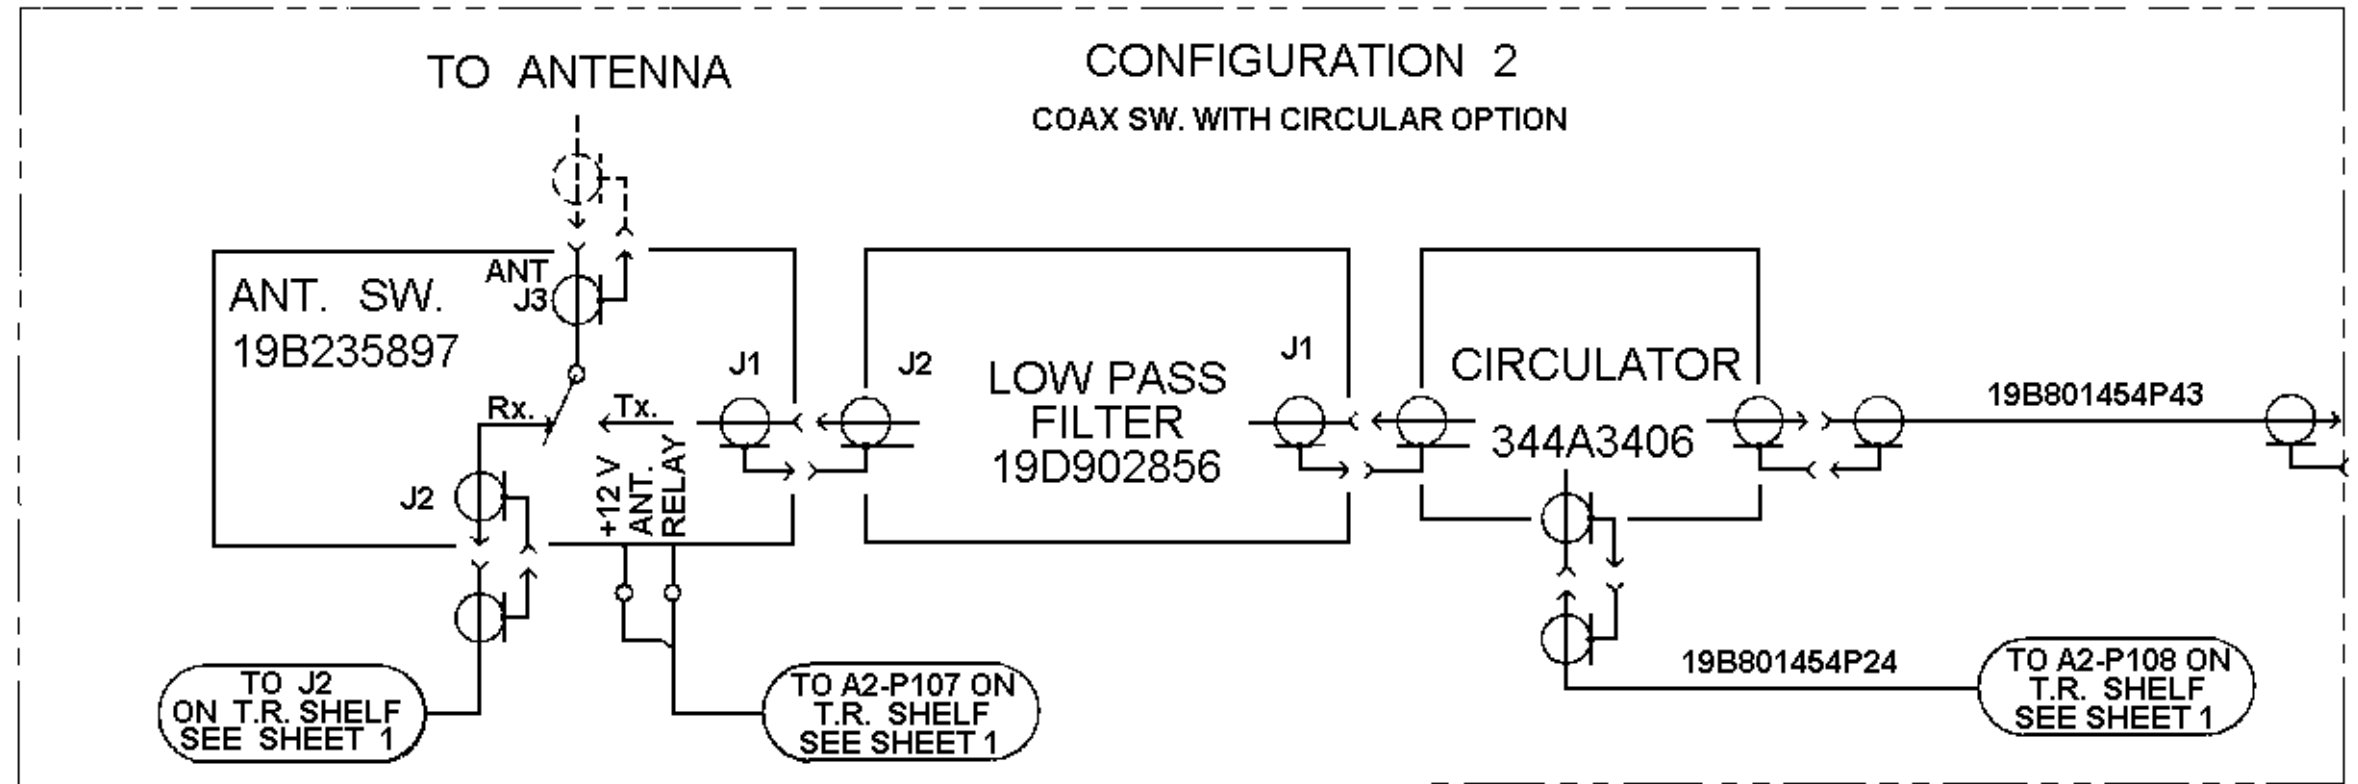 TO ANTENNA
CONFIGURATION 2
COAX SW. WITH CIRCULAR OPTION
ANT. SW.
19B235897
ANT
J3
Rx.
Tx.
J1
J2
+12 V
ANT.
RELAY
J2
LOW PASS
FILTER
19D902856
J1
CIRCULATOR
344A3406
19B801454P43
19B801454P24
TO J2
ON T.R. SHELF
SEE SHEET 1
TO A2-P107 ON
T.R. SHELF
SEE SHEET 1
TO A2-P108 ON
T.R. SHELF
SEE SHEET 1